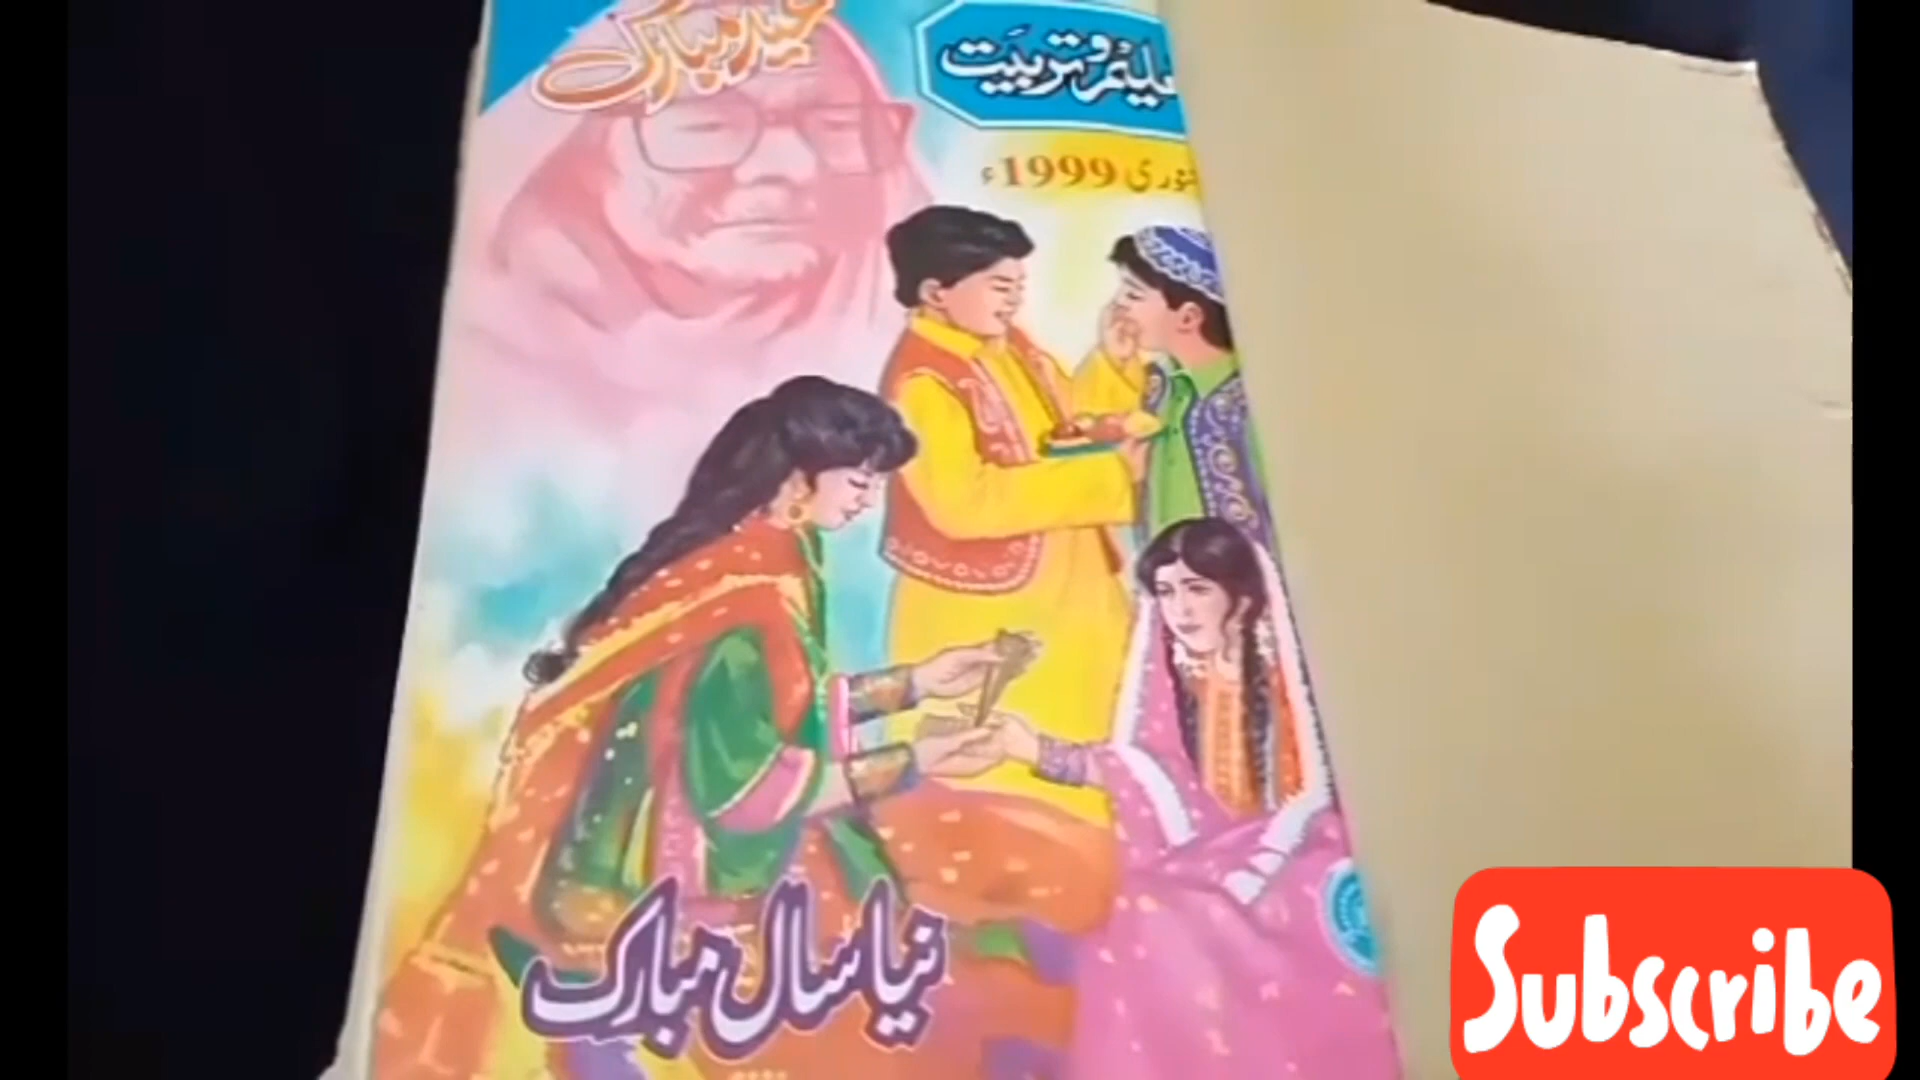 عید مبارک
تعلیم و تربیت
جنوری 1999ء
نیا سال مبارک
Subscribe